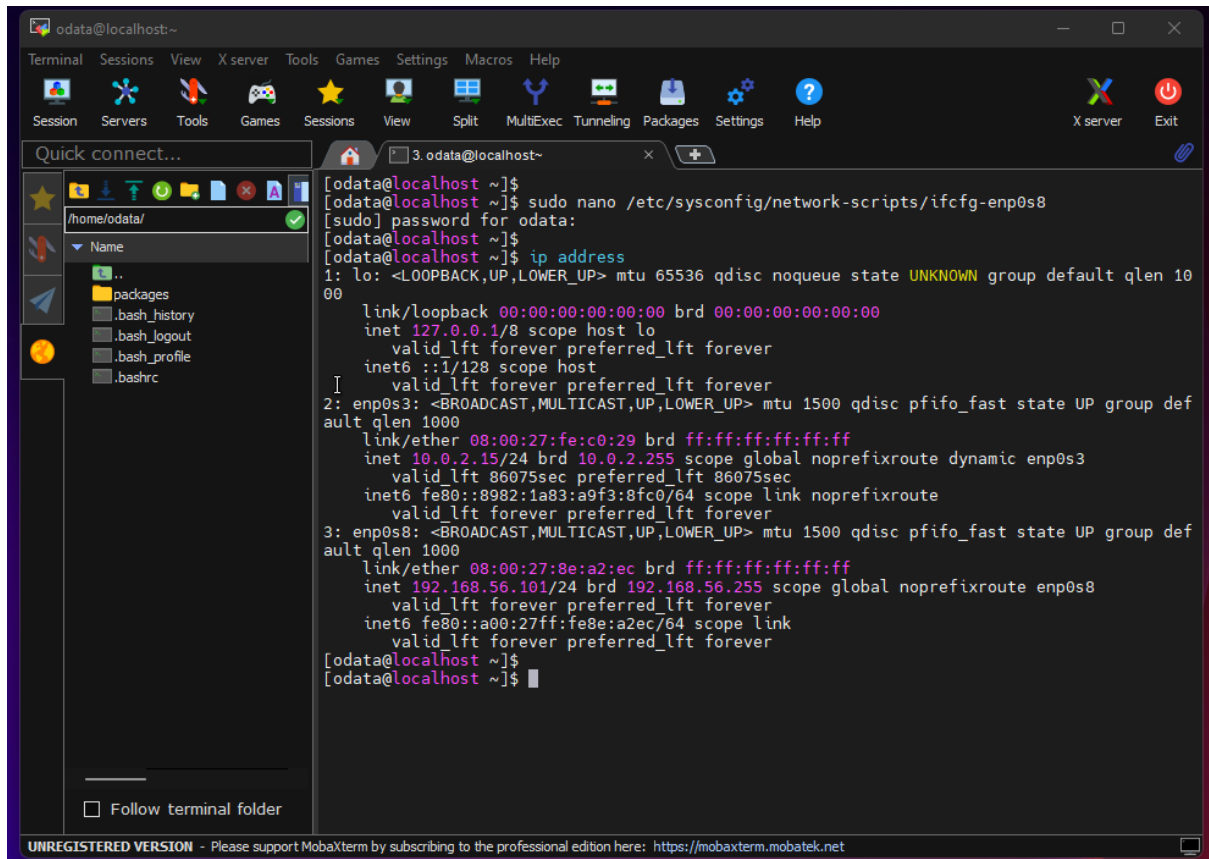 odata@localhost:~
Terminal Sessions View X server Tools Games Settings Macros Help
Session Servers Tools Games Sessions View Split MultiExec Tunneling Packages Settings Help X server Exit
Quick connect...
3. odata@localhost~
/home/odata/
Name
..
packages
.bash_history
.bash_logout
.bash_profile
.bashrc
Follow terminal folder
[odata@localhost ~]$
[odata@localhost ~]$ sudo nano /etc/sysconfig/network-scripts/ifcfg-enp0s8
[sudo] password for odata:
[odata@localhost ~]$
[odata@localhost ~]$ ip address
1: lo: <LOOPBACK,UP,LOWER_UP> mtu 65536 qdisc noqueue state UNKNOWN group default qlen 10
00
    link/loopback 00:00:00:00:00:00 brd 00:00:00:00:00:00
    inet 127.0.0.1/8 scope host lo
       valid_lft forever preferred_lft forever
    inet6 ::1/128 scope host
       valid_lft forever preferred_lft forever
2: enp0s3: <BROADCAST,MULTICAST,UP,LOWER_UP> mtu 1500 qdisc pfifo_fast state UP group def
ault qlen 1000
    link/ether 08:00:27:fe:c0:29 brd ff:ff:ff:ff:ff:ff
    inet 10.0.2.15/24 brd 10.0.2.255 scope global noprefixroute dynamic enp0s3
       valid_lft 86075sec preferred_lft 86075sec
    inet6 fe80::8982:1a83:a9f3:8fc0/64 scope link noprefixroute
       valid_lft forever preferred_lft forever
3: enp0s8: <BROADCAST,MULTICAST,UP,LOWER_UP> mtu 1500 qdisc pfifo_fast state UP group def
ault qlen 1000
    link/ether 08:00:27:8e:a2:ec brd ff:ff:ff:ff:ff:ff
    inet 192.168.56.101/24 brd 192.168.56.255 scope global noprefixroute enp0s8
       valid_lft forever preferred_lft forever
    inet6 fe80::a00:27ff:fe8e:a2ec/64 scope link
       valid_lft forever preferred_lft forever
[odata@localhost ~]$
[odata@localhost ~]$
UNREGISTERED VERSION - Please support MobaXterm by subscribing to the professional edition here: https://mobaxterm.mobatek.net